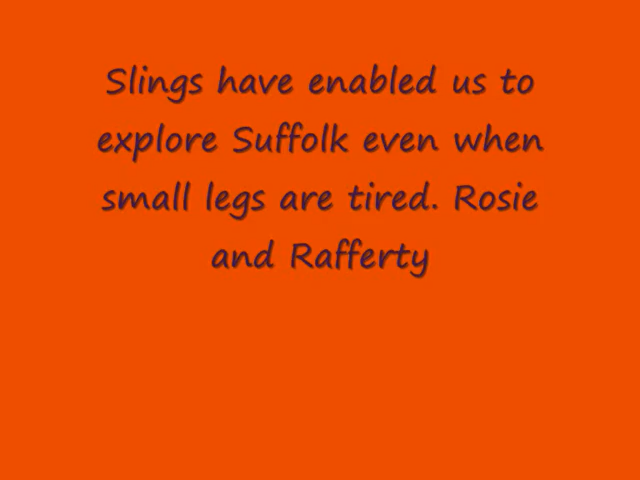 Slings have enabled us to
explore Suffolk even when
small legs are tired. Rosie
and Rafferty